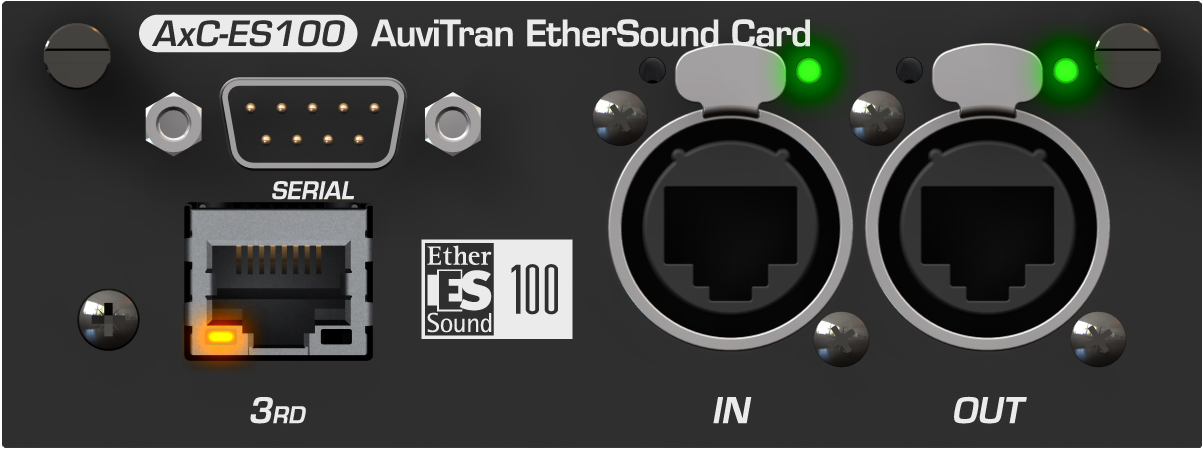 AxC-ES100 AuviTran EtherSound Card
SERIAL
Ether
ES
Sound
100
3RD
IN
OUT